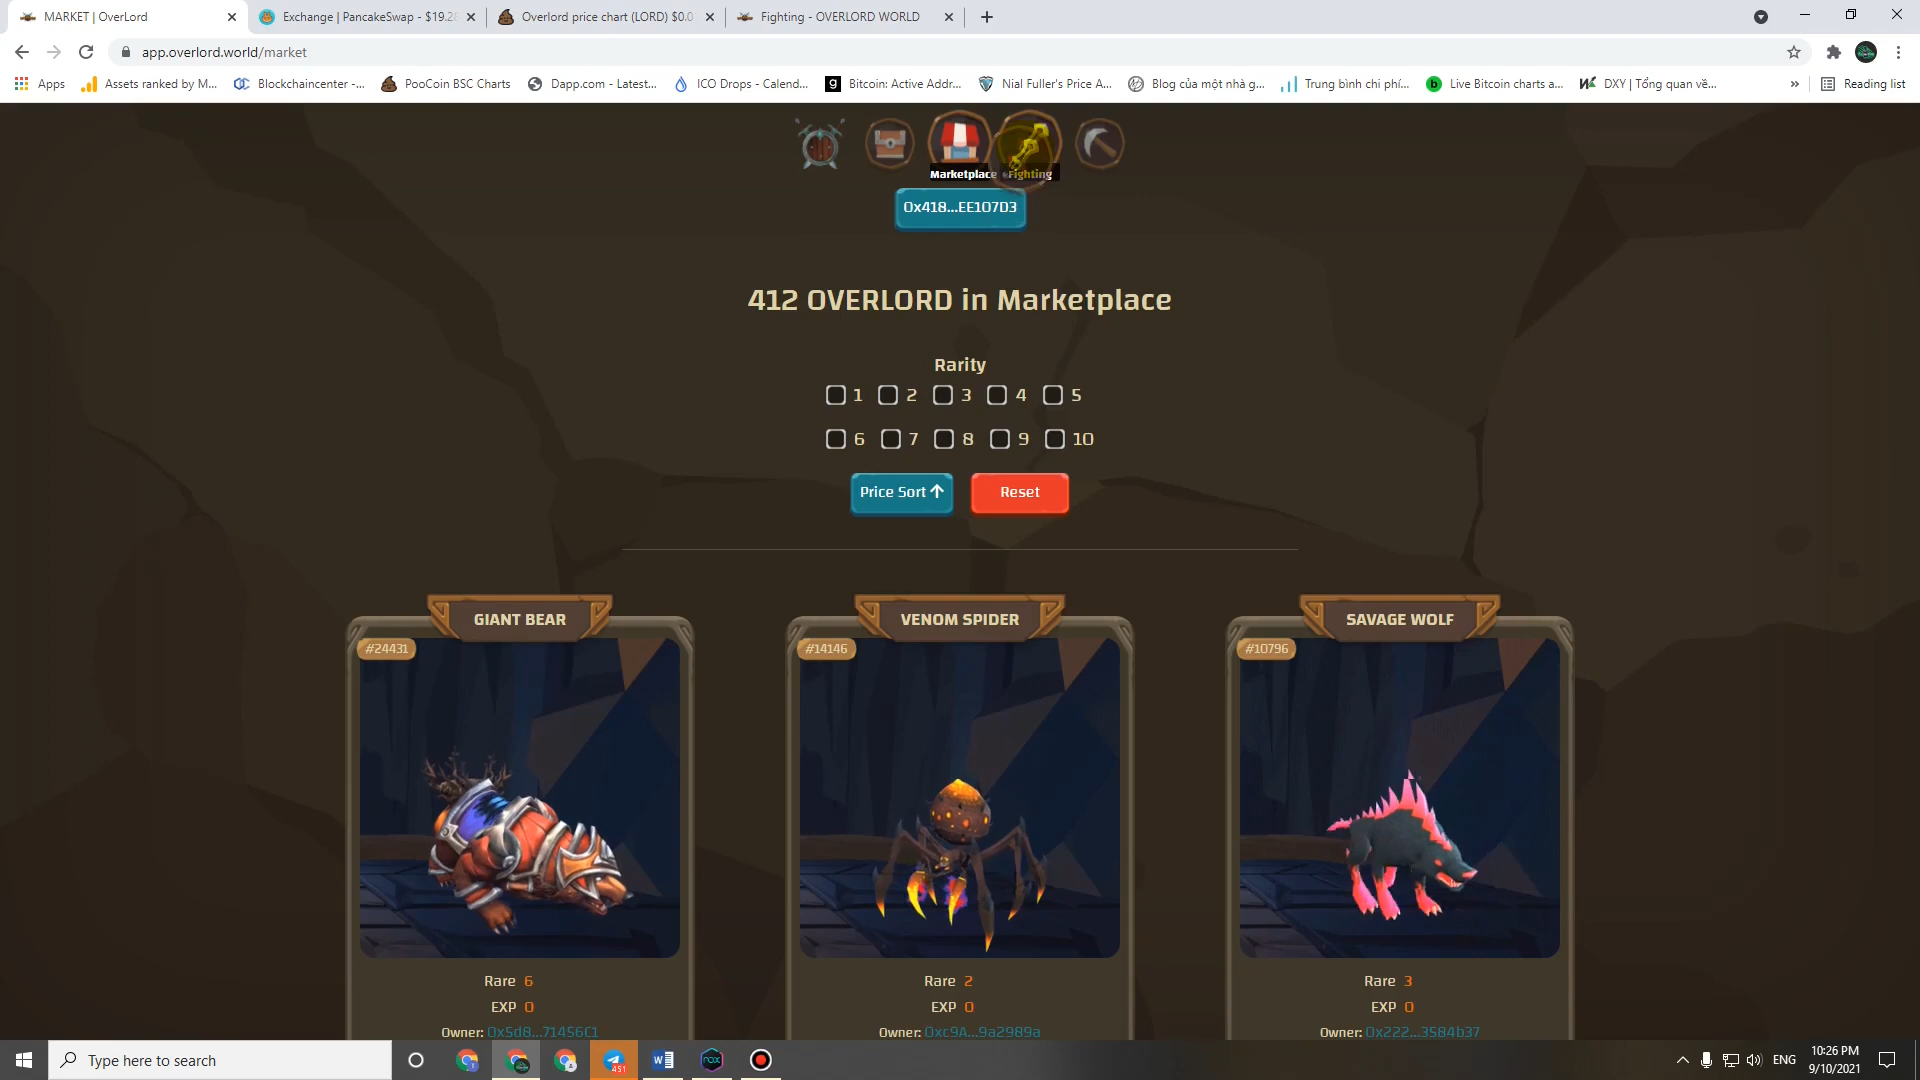 MARKET | OverLord
Exchange | PancakeSwap - $19.28
Overlord price chart (LORD) $0.0
Fighting - OVERLORD WORLD
app.overlord.world/market
Apps
Assets ranked by M...
Blockchaincenter -...
PooCoin BSC Charts
Dapp.com - Latest...
ICO Drops - Calend...
Bitcoin: Active Addr...
Nial Fuller's Price A...
Blog của một nhà g...
Trung bình chi phí...
Live Bitcoin charts a...
DXY | Tổng quan về...
Reading list
Marketplace
Fighting
0x418...EE107D3
412 OVERLORD in Marketplace
Rarity
1 2 3 4 5
6 7 8 9 10
Price Sort
Reset
GIANT BEAR
VENOM SPIDER
SAVAGE WOLF
#24431
#14146
#10796
Rare 6
EXP 0
Owner: 0x5d8...71456C1
Rare 2
EXP 0
Owner: 0xc9A...9a2989a
Rare 3
EXP 0
Owner: 0x222...3584b37
Type here to search
451
nox
ENG
10:26 PM
9/10/2021